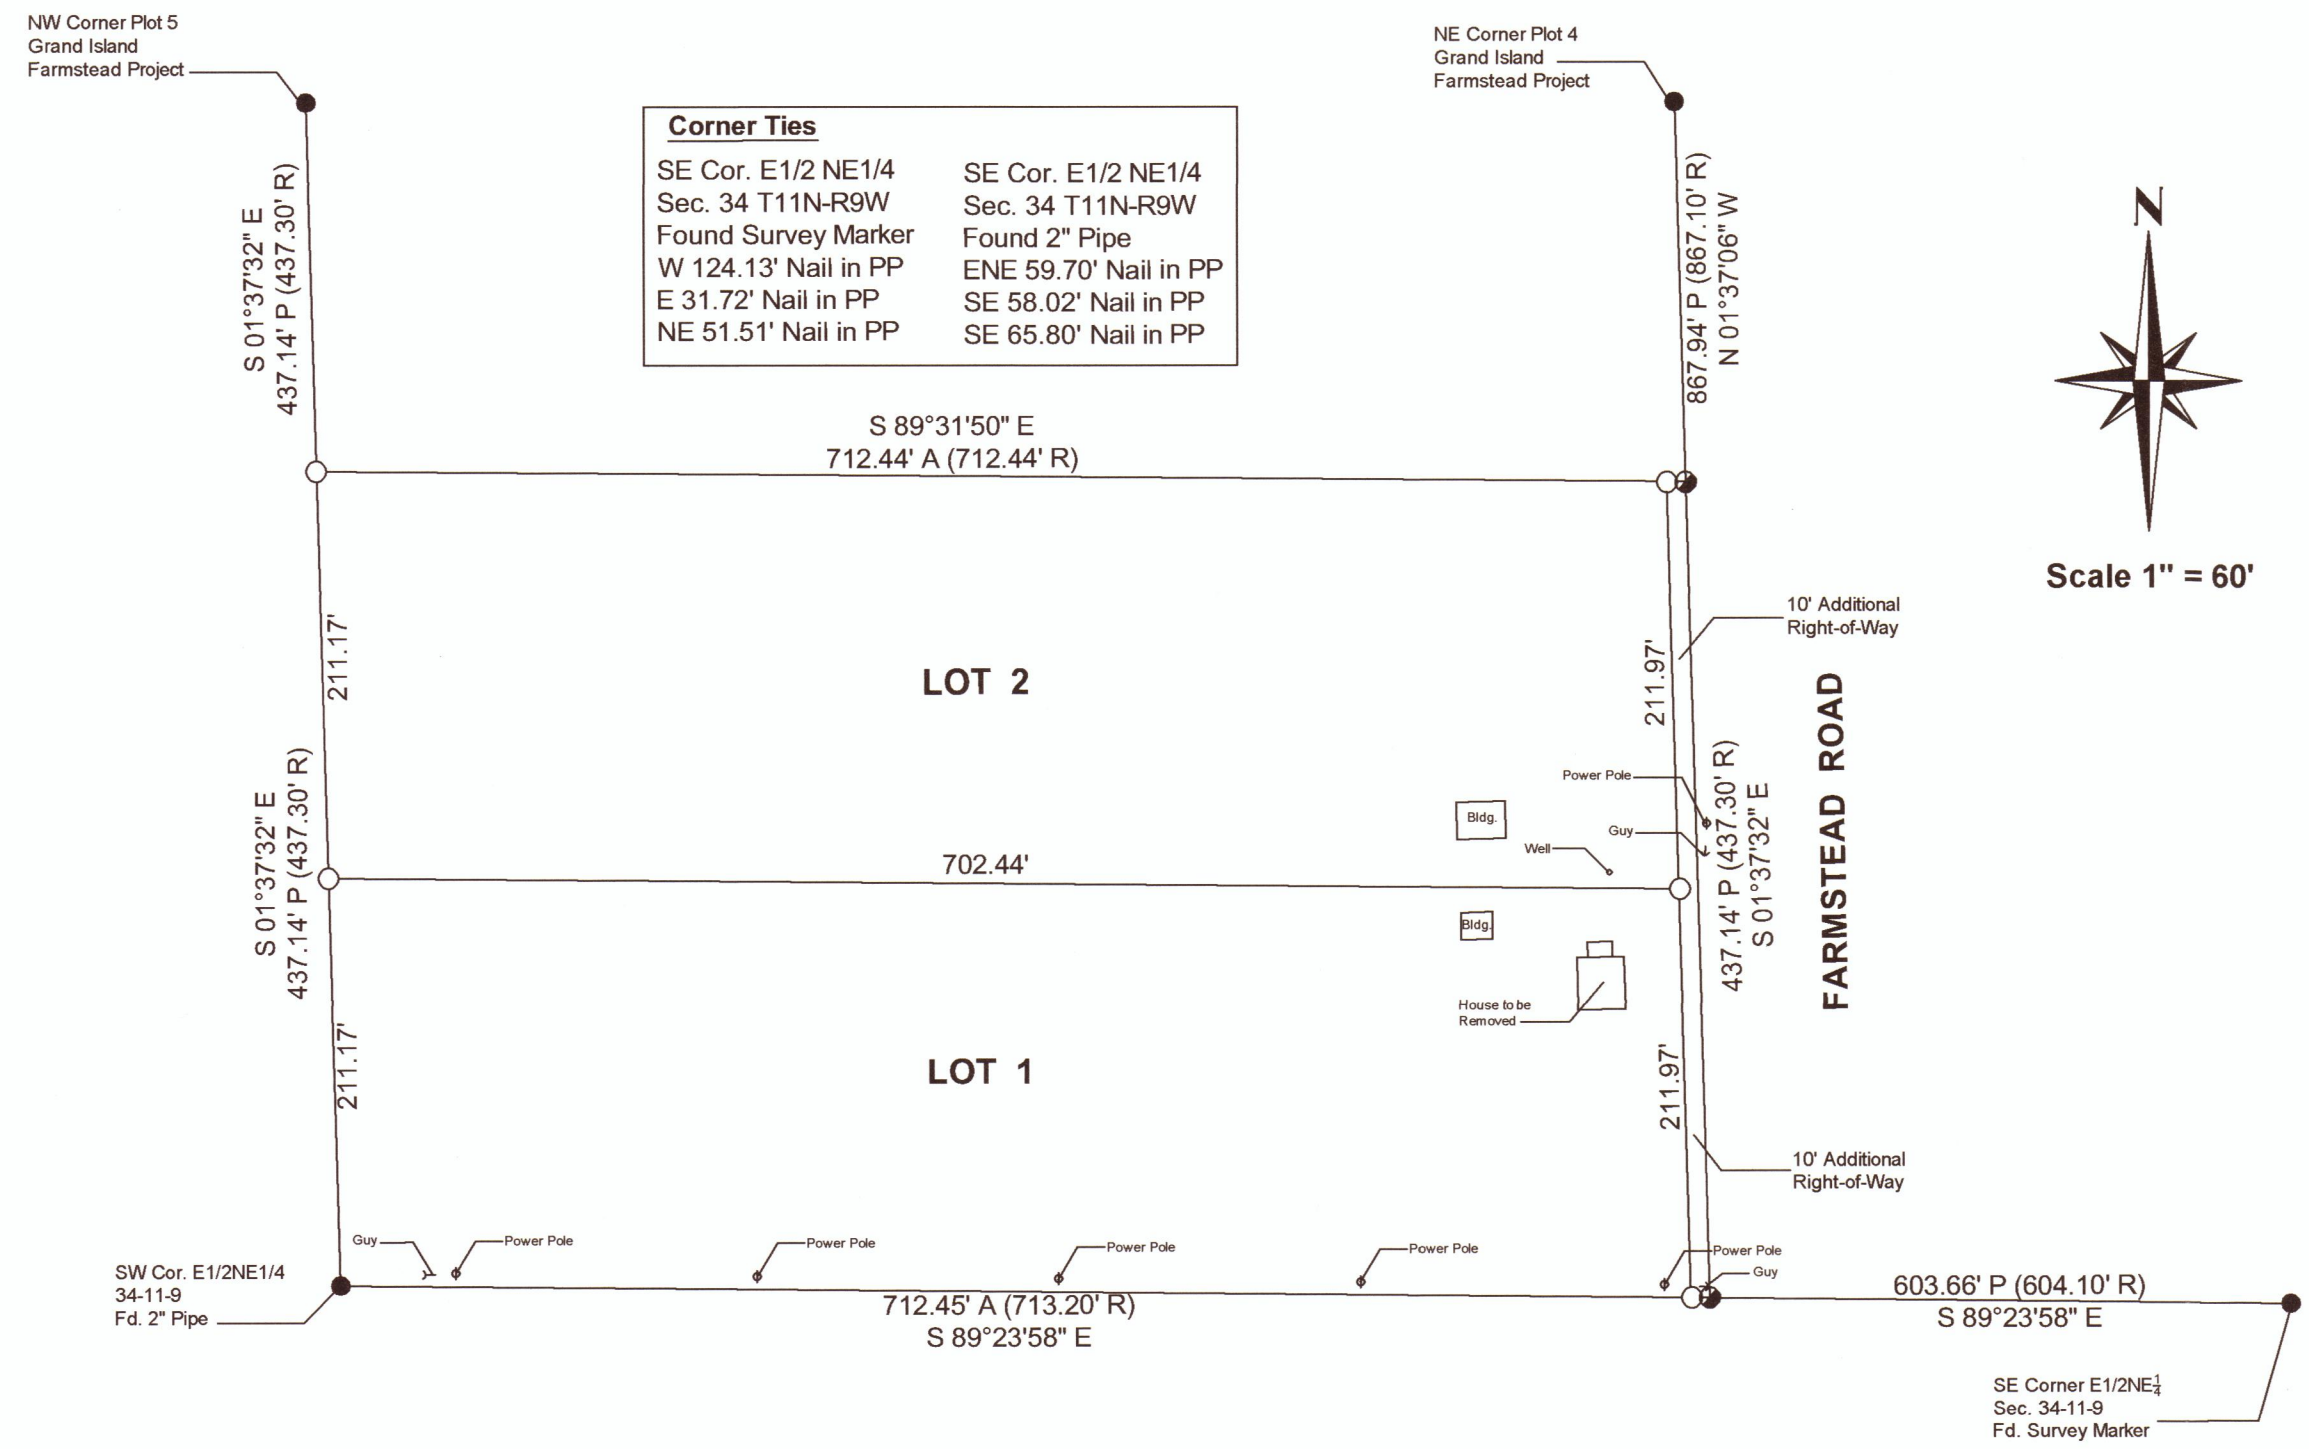 NW Corner Plot 5
Grand Island
Farmstead Project
NE Corner Plot 4
Grand Island
Farmstead Project
Corner Ties
SE Cor. E1/2 NE1/4
Sec. 34 T11N-R9W
Found Survey Marker
W 124.13' Nail in PP
E 31.72' Nail in PP
NE 51.51' Nail in PP
SE Cor. E1/2 NE1/4
Sec. 34 T11N-R9W
Found 2" Pipe
ENE 59.70' Nail in PP
SE 58.02' Nail in PP
SE 65.80' Nail in PP
S 01°37'32" E
437.14' P (437.30' R)
867.94' P (867.10' R)
N 01°37'06" W
N
Scale 1" = 60'
S 89°31'50" E
712.44' A (712.44' R)
10' Additional
Right-of-Way
211.17'
LOT 2
211.97'
FARMSTEAD ROAD
Power Pole
Guy
Bldg.
Well
S 01°37'32" E
437.14' P (437.30' R)
437.14' P (437.30' R)
S 01°37'32" E
702.44'
Bldg.
House to be
Removed
211.17'
LOT 1
211.97'
10' Additional
Right-of-Way
Guy
Power Pole
Power Pole
Power Pole
Power Pole
Power Pole
Guy
SW Cor. E1/2NE1/4
34-11-9
Fd. 2" Pipe
712.45' A (713.20' R)
S 89°23'58" E
603.66' P (604.10' R)
S 89°23'58" E
SE Corner E1/2NE¼
Sec. 34-11-9
Fd. Survey Marker